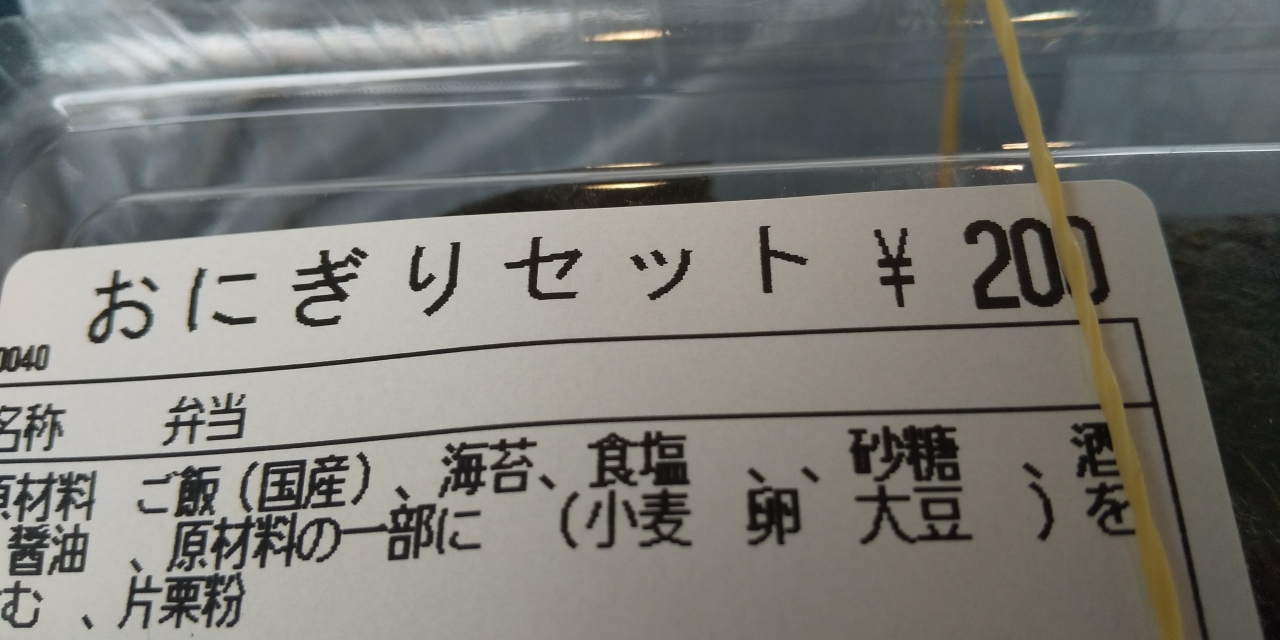 おにぎりセット ¥ 200
0040
名称 弁当
原材料 ご飯(国産)、海苔、食塩 、、砂糖 、酒
醤油 、原材料の一部に (小麦 卵 大豆 )を
む 、片栗粉